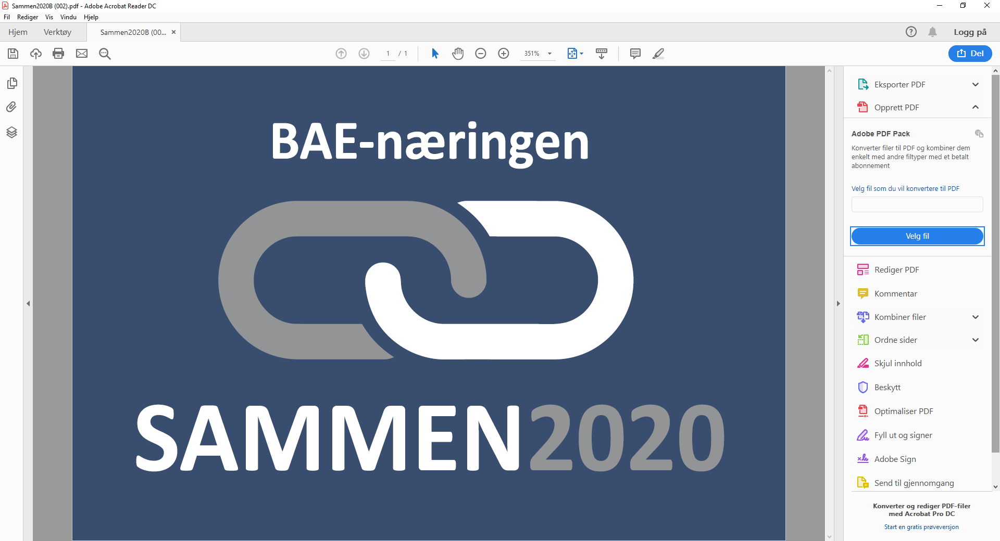 Sammen2020B (002).pdf - Adobe Acrobat Reader DC
Fil Rediger Vis Vindu Hjelp
Hjem Verktøy Sammen2020B (00... × ? Logg på
1 / 1 351% Del
BAE-næringen
SAMMEN2020
Eksporter PDF
Opprett PDF
Adobe PDF Pack
Konverter filer til PDF og kombiner dem
enkelt med andre filtyper med et betalt
abonnement
Velg fil som du vil konvertere til PDF
Velg fil
Rediger PDF
Kommentar
Kombiner filer
Ordne sider
Skjul innhold
Beskytt
Optimaliser PDF
Fyll ut og signer
Adobe Sign
Send til gjennomgang
Konverter og rediger PDF-filer
med Acrobat Pro DC
Start en gratis prøveversjon